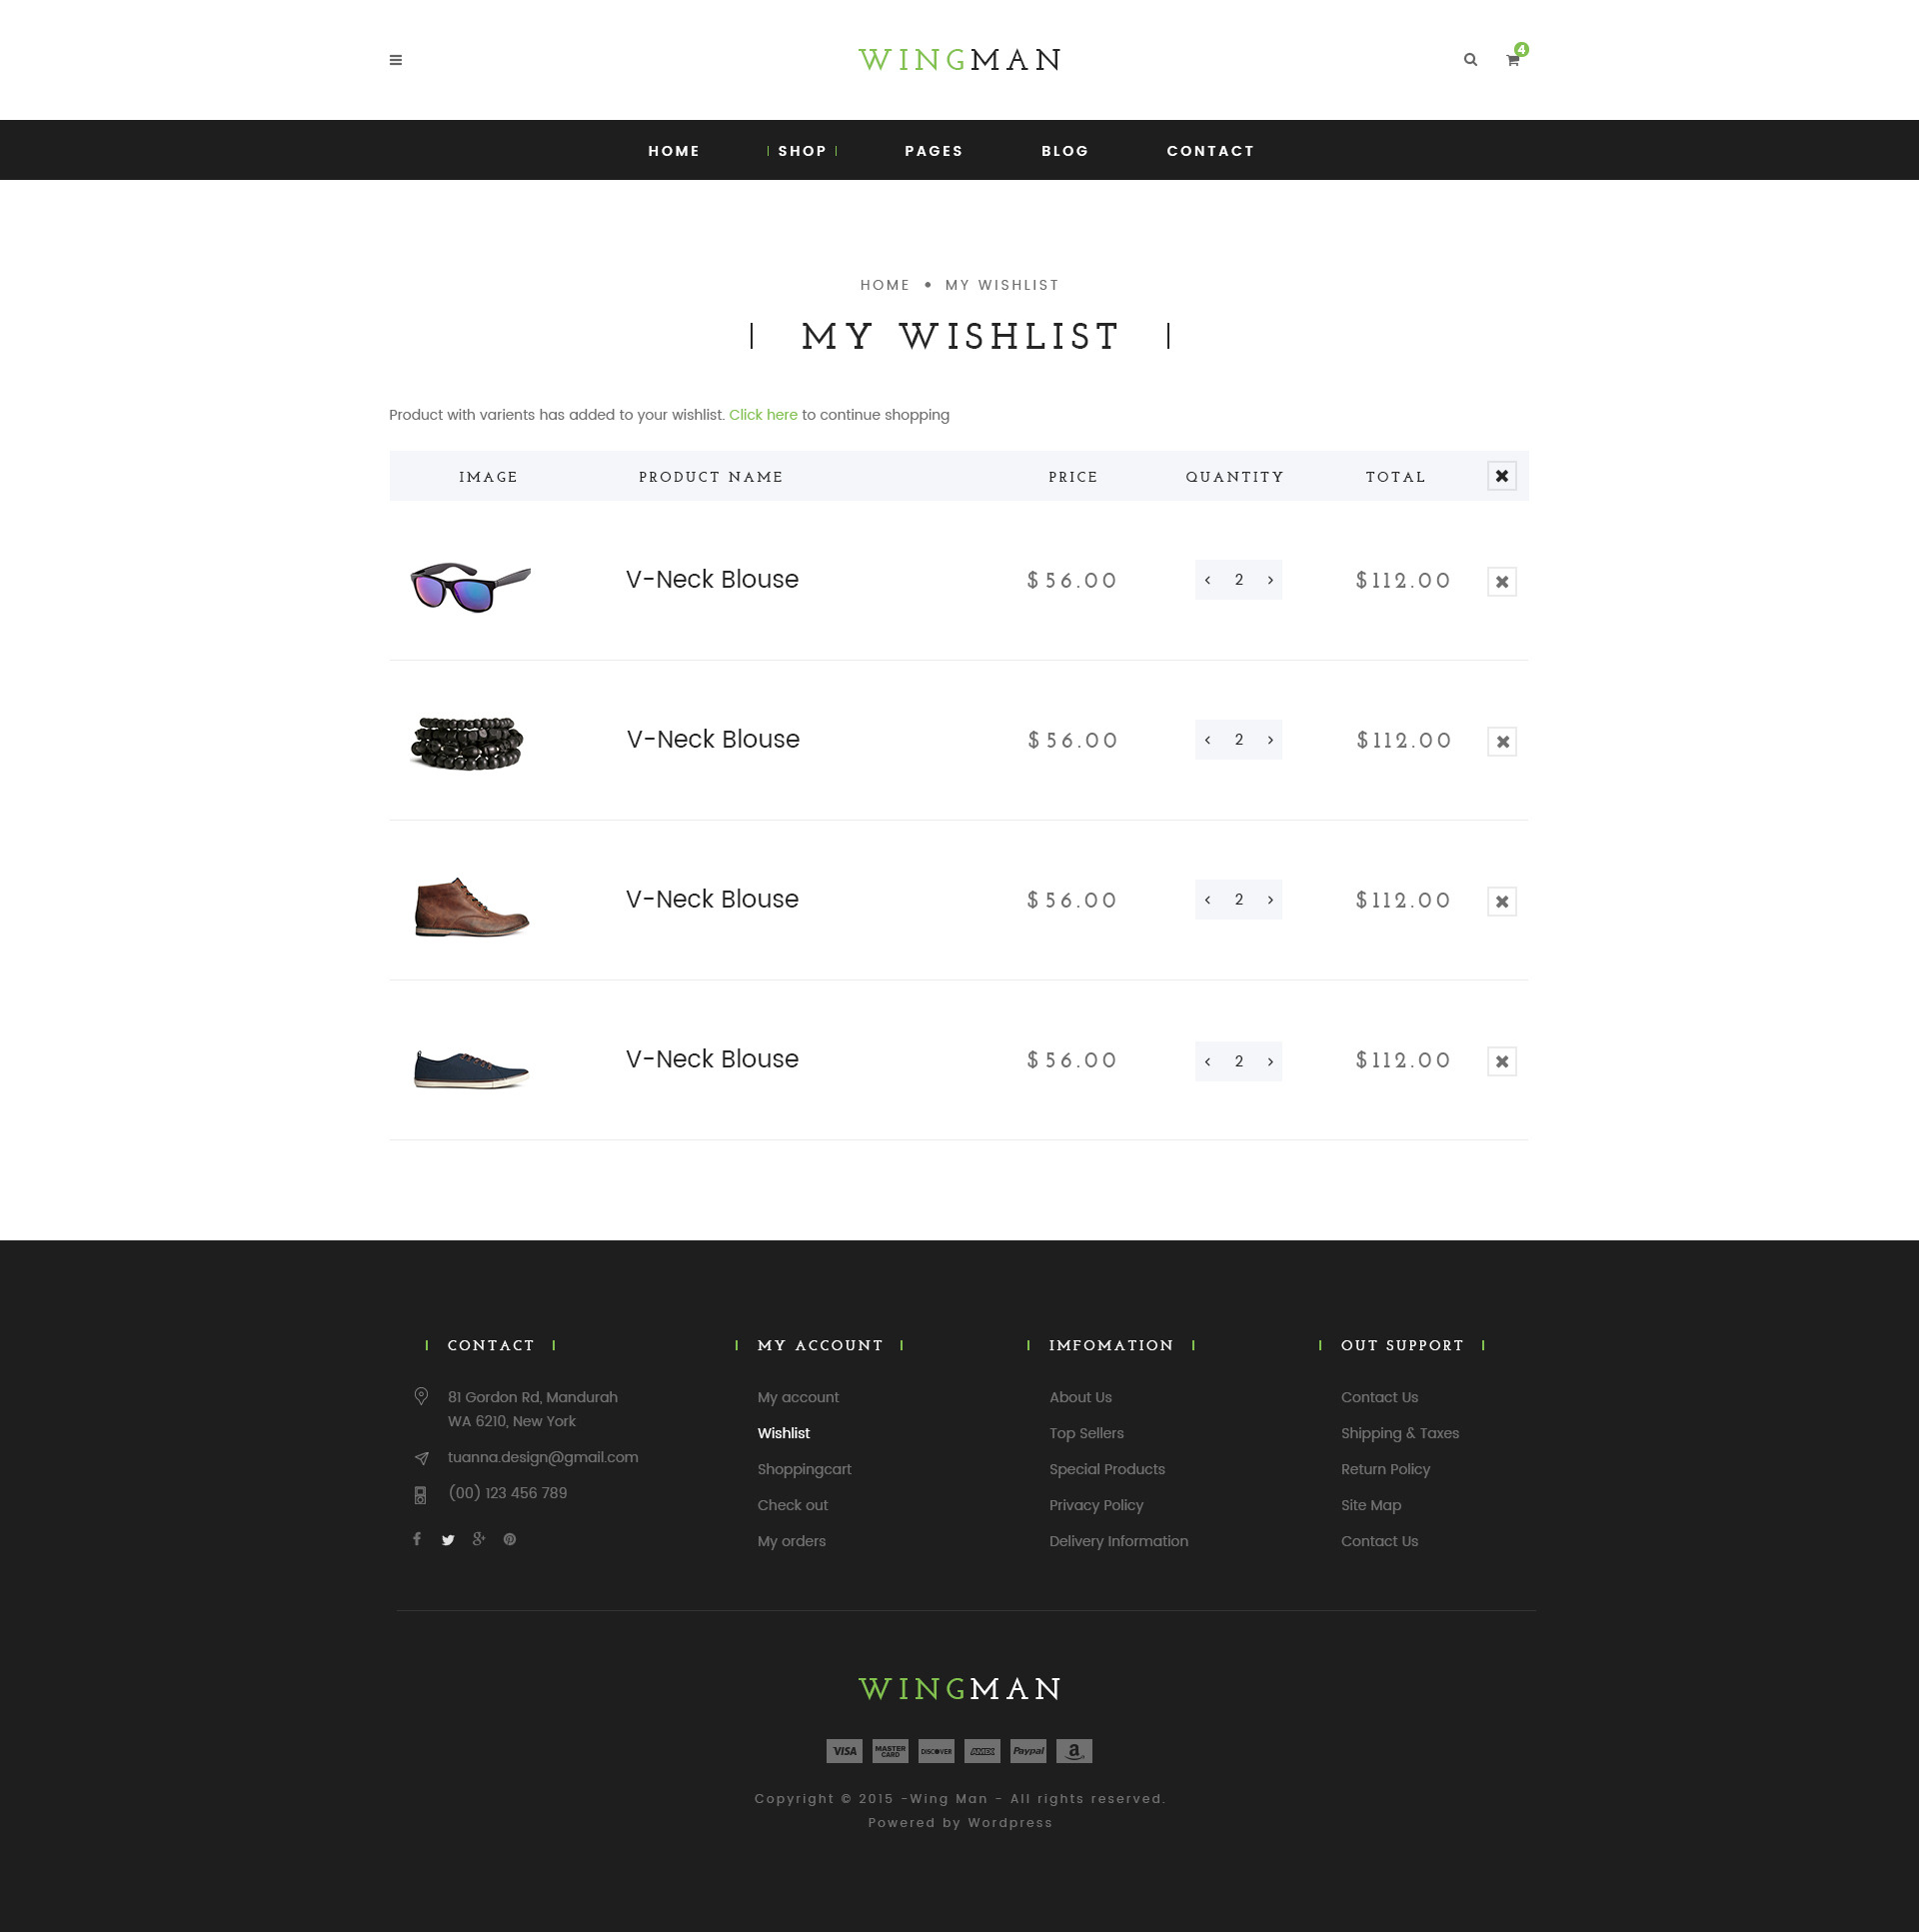 WINGMAN
4
HOME SHOP PAGES BLOG CONTACT
HOME • MY WISHLIST
MY WISHLIST
Product with varients has added to your wishlist. Click here to continue shopping
IMAGE PRODUCT NAME PRICE QUANTITY TOTAL
V-Neck Blouse $56.00 2 $112.00
V-Neck Blouse $56.00 2 $112.00
V-Neck Blouse $56.00 2 $112.00
V-Neck Blouse $56.00 2 $112.00
CONTACT
81 Gordon Rd, Mandurah
WA 6210, New York
tuanna.design@gmail.com
(00) 123 456 789
MY ACCOUNT
My account
Wishlist
Shoppingcart
Check out
My orders
IMFOMATION
About Us
Top Sellers
Special Products
Privacy Policy
Delivery Information
OUT SUPPORT
Contact Us
Shipping & Taxes
Return Policy
Site Map
Contact Us
WINGMAN
VISA MASTER CARD DISCOVER AMEX Paypal a
Copyright © 2015 -Wing Man - All rights reserved.
Powered by Wordpress